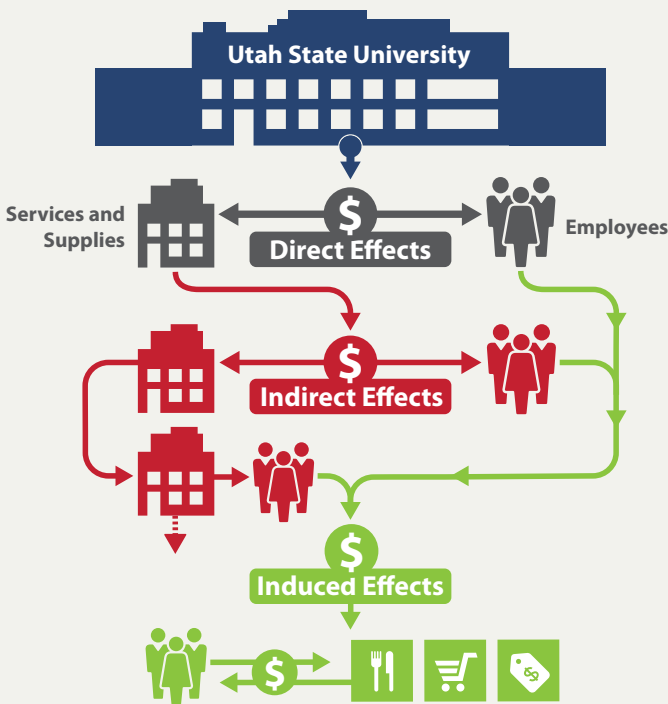 Utah State University
$
Services and
Supplies
Employees
Direct Effects
$
Indirect Effects
$
Induced Effects
$
$